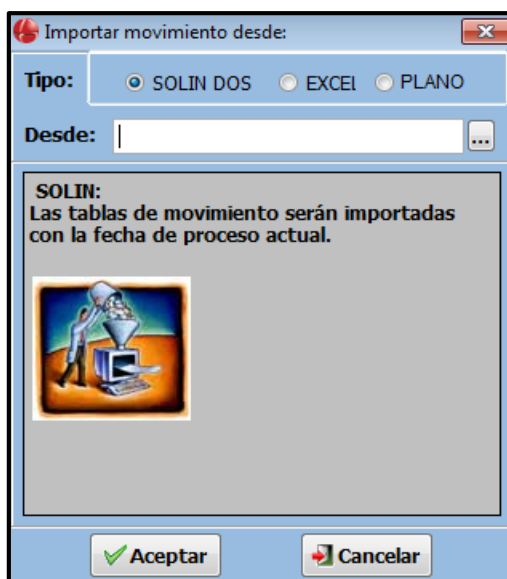 Importar movimiento desde:
Tipo: SOLIN DOS EXCEL PLANO
Desde: ...
SOLIN:
Las tablas de movimiento serán importadas
con la fecha de proceso actual.
Aceptar Cancelar